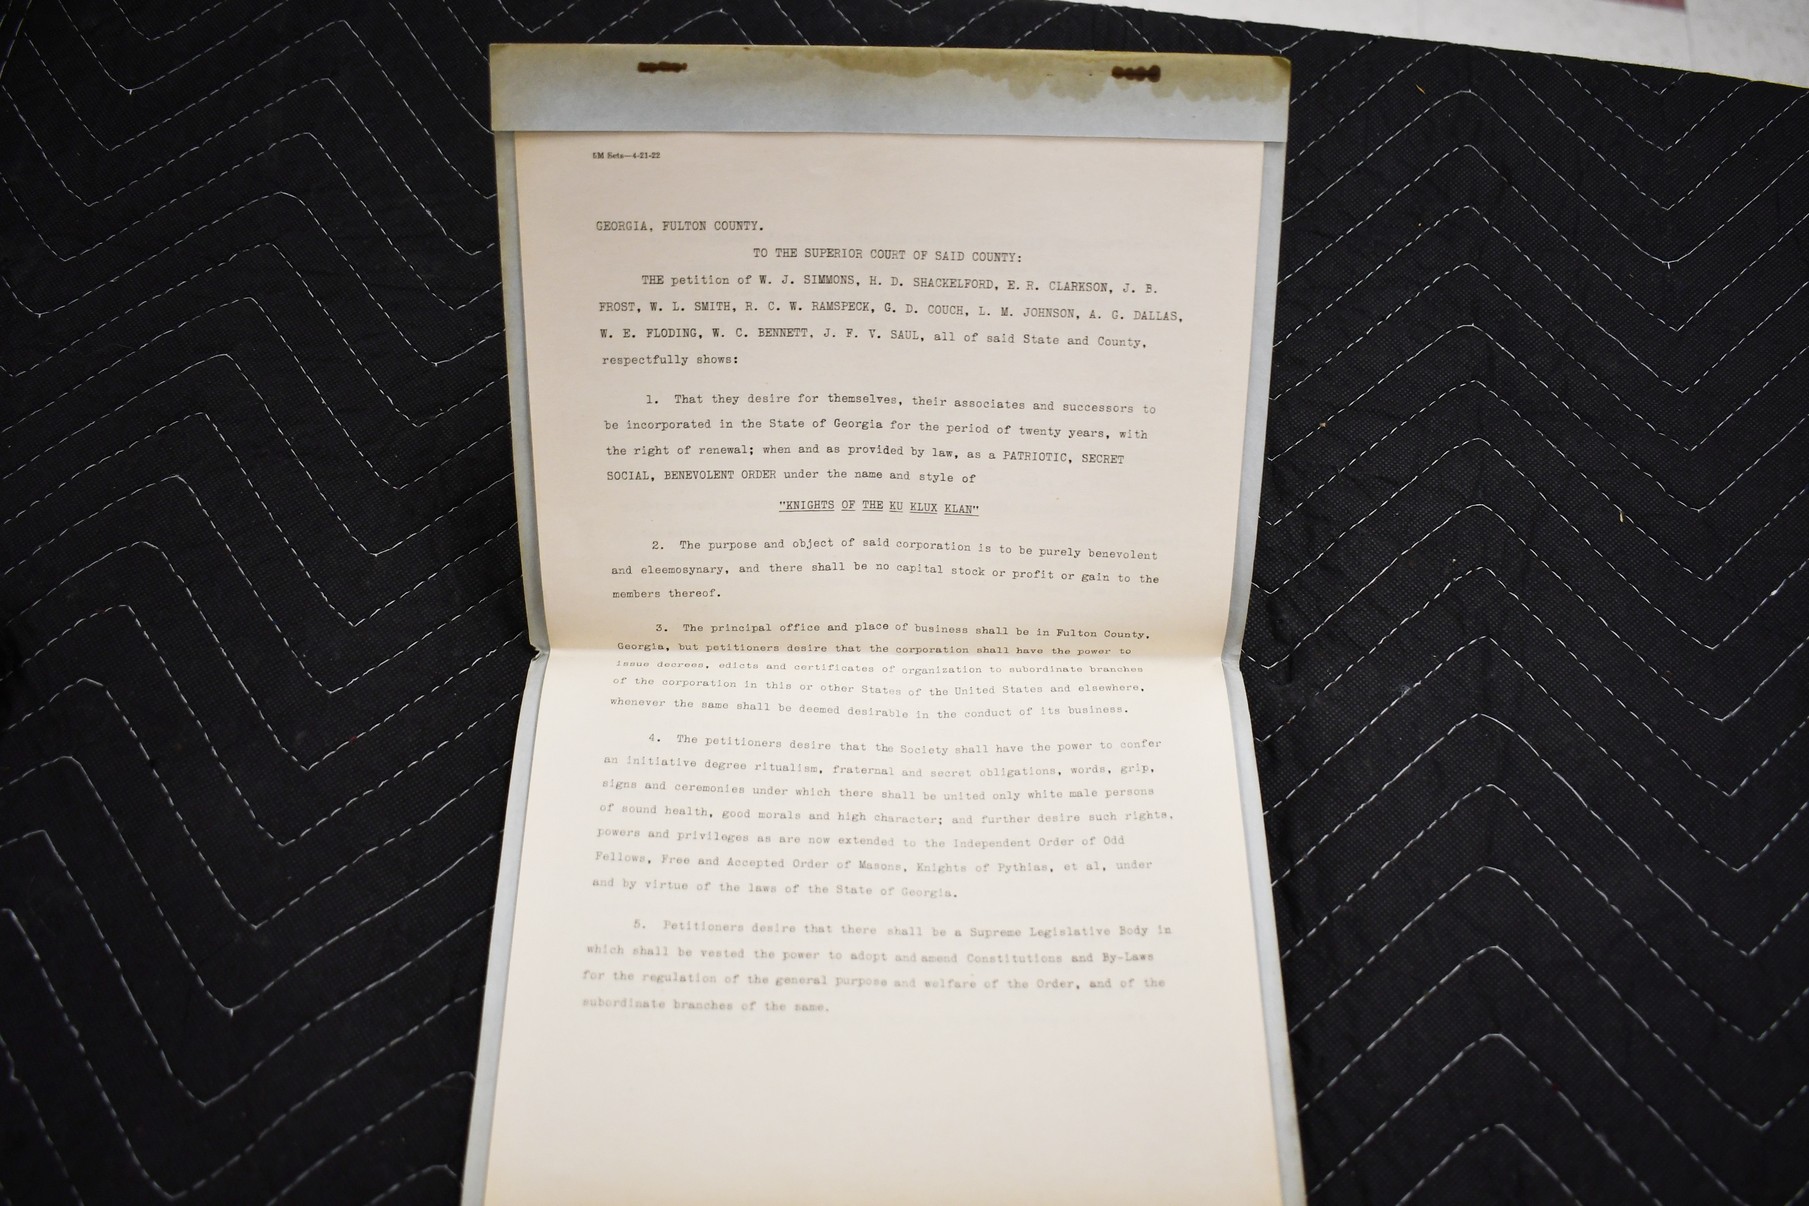 5M Sets—4-21-22
GEORGIA, FULTON COUNTY.
TO THE SUPERIOR COURT OF SAID COUNTY:
THE petition of W. J. SIMMONS, H. D. SHACKELFORD, E. R. CLARKSON, J. B.
FROST, W. L. SMITH, R. C. W. RAMSPECK, G. D. COUCH, L. M. JOHNSON, A. G. DALLAS,
W. E. FLODING, W. C. BENNETT, J. F. V. SAUL, all of said State and County,
respectfully shows:
1. That they desire for themselves, their associates and successors to
be incorporated in the State of Georgia for the period of twenty years, with
the right of renewal; when and as provided by law, as a PATRIOTIC, SECRET
SOCIAL, BENEVOLENT ORDER under the name and style of
"KNIGHTS OF THE KU KLUX KLAN"
2. The purpose and object of said corporation is to be purely benevolent
and eleemosynary, and there shall be no capital stock or profit or gain to the
members thereof.
3. The principal office and place of business shall be in Fulton County,
Georgia, but petitioners desire that the corporation shall have the power to
issue decrees, edicts and certificates of organization to subordinate branches
of the corporation in this or other States of the United States and elsewhere,
whenever the same shall be deemed desirable in the conduct of its business.
4. The petitioners desire that the Society shall have the power to confer
an initiative degree ritualism, fraternal and secret obligations, words, grip,
signs and ceremonies under which there shall be united only white male persons
of sound health, good morals and high character; and further desire such rights,
powers and privileges as are now extended to the Independent Order of Odd
Fellows, Free and Accepted Order of Masons, Knights of Pythias, et al, under
and by virtue of the laws of the State of Georgia.
5. Petitioners desire that there shall be a Supreme Legislative Body in
which shall be vested the power to adopt and amend Constitutions and By-Laws
for the regulation of the general purpose and welfare of the Order, and of the
subordinate branches of the same.